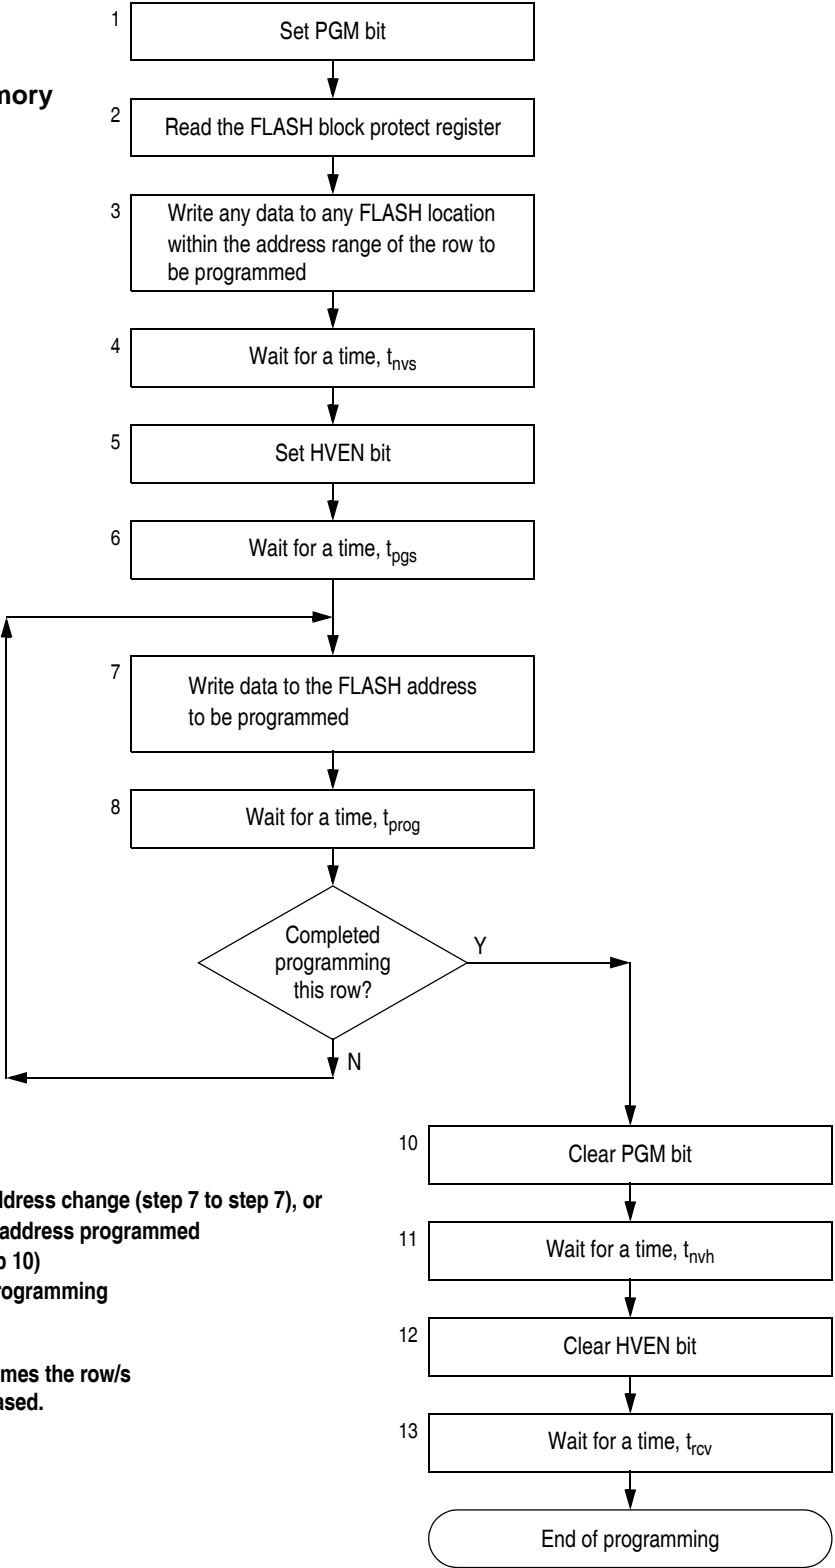 1
Set PGM bit
mory
2
Read the FLASH block protect register
3
Write any data to any FLASH location
within the address range of the row to
be programmed
4
Wait for a time, tnvs
5
Set HVEN bit
6
Wait for a time, tpgs
7
Write data to the FLASH address
to be programmed
8
Wait for a time, tprog
Completed
programming
this row?
Y
N
10
Clear PGM bit
11
Wait for a time, tnvh
12
Clear HVEN bit
13
Wait for a time, trcv
End of programming
ddress change (step 7 to step 7), or
address programmed
p 10)
rogramming
mes the row/s
ased.